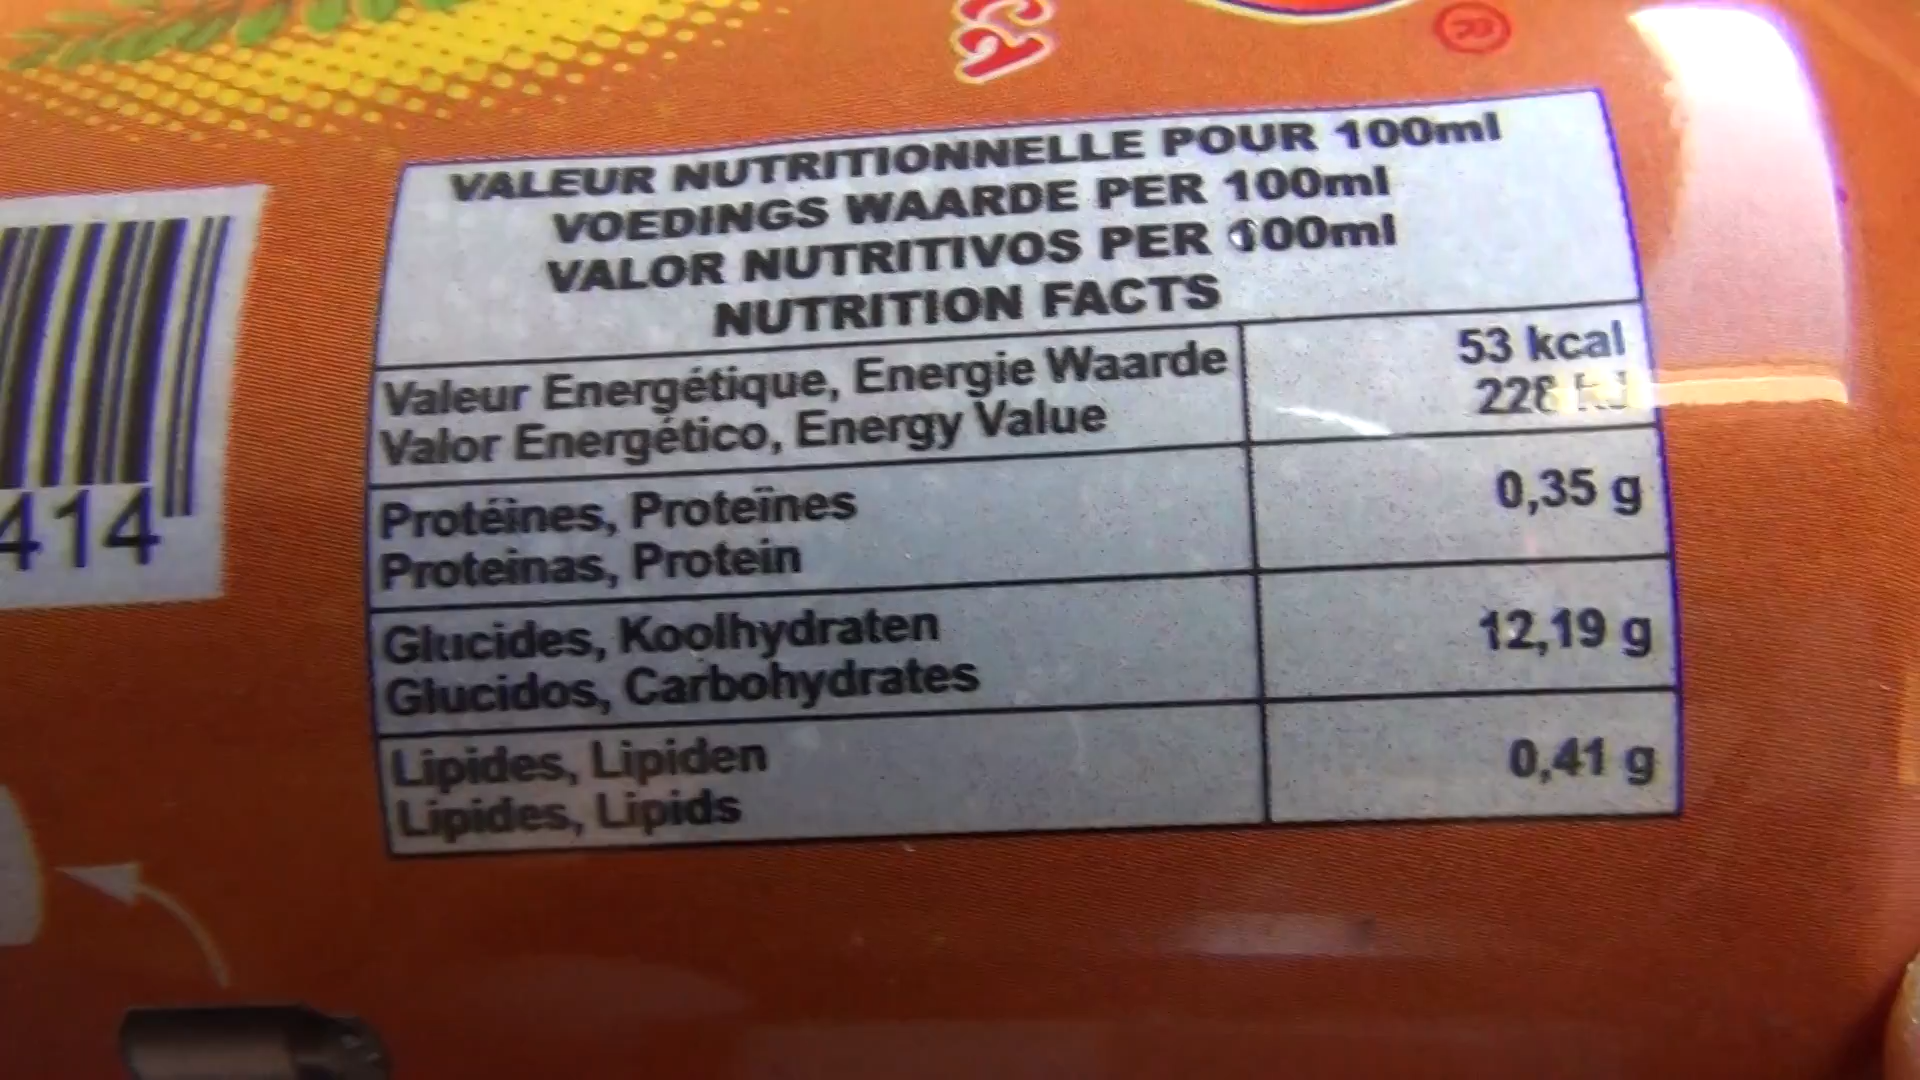 VALEUR NUTRITIONNELLE POUR 100ml
VOEDINGS WAARDE PER 100ml
VALOR NUTRITIVOS PER 100ml
NUTRITION FACTS
Valeur Energétique, Energie Waarde
Valor Energético, Energy Value
53 kcal
228 kJ
Protéines, Proteïnes
Proteinas, Protein
0,35 g
Glucides, Koolhydraten
Glucidos, Carbohydrates
12,19 g
Lipides, Lipiden
Lipides, Lipids
0,41 g
414